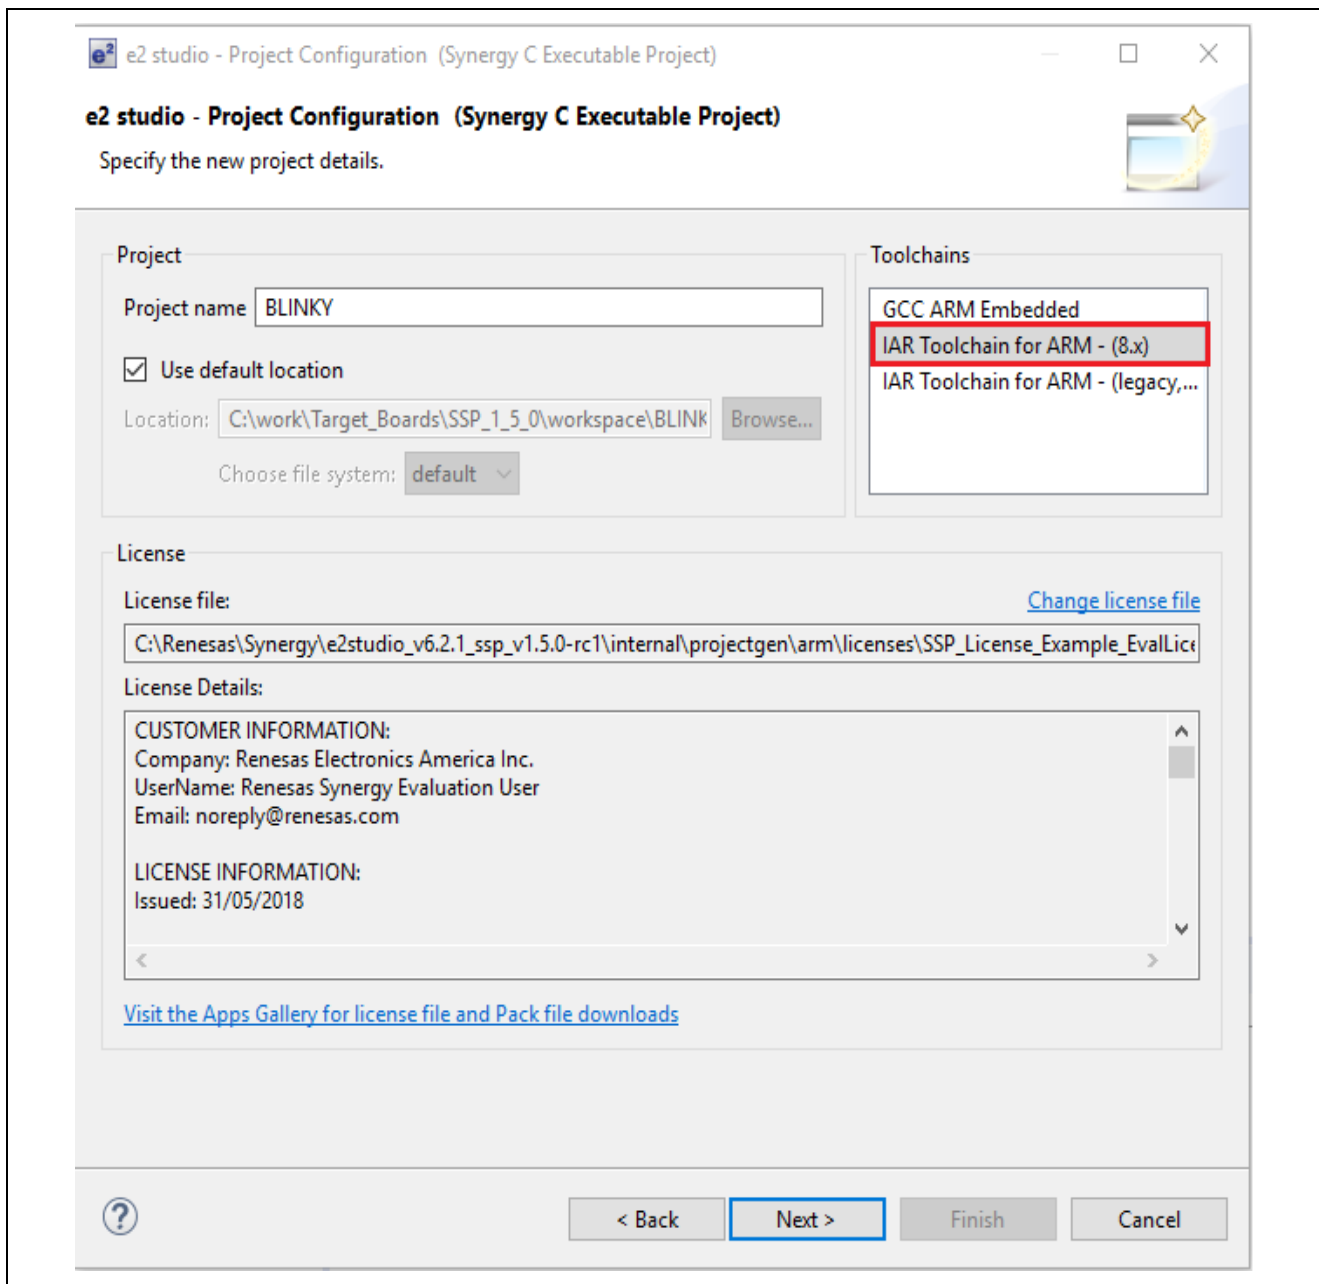 e2 studio - Project Configuration (Synergy C Executable Project)
e2 studio - Project Configuration (Synergy C Executable Project)
Specify the new project details.
Project
Project name BLINKY
Use default location
Location: C:\work\Target_Boards\SSP_1_5_0\workspace\BLINK Browse...
Choose file system: default
Toolchains
GCC ARM Embedded
IAR Toolchain for ARM - (8.x)
IAR Toolchain for ARM - (legacy,...
License
License file: Change license file
C:\Renesas\Synergy\e2studio_v6.2.1_ssp_v1.5.0-rc1\internal\projectgen\arm\licenses\SSP_License_Example_EvalLice
License Details:
CUSTOMER INFORMATION:
Company: Renesas Electronics America Inc.
UserName: Renesas Synergy Evaluation User
Email: noreply@renesas.com
LICENSE INFORMATION:
Issued: 31/05/2018
Visit the Apps Gallery for license file and Pack file downloads
? < Back Next > Finish Cancel